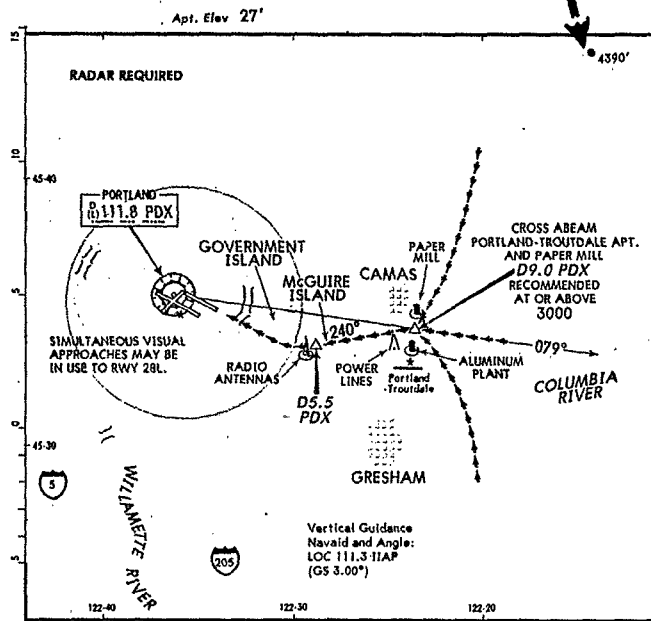 Apt. Elev 27'
15
4390'
RADAR REQUIRED
10
45-40
PORTLAND
D
(L) 111.8 PDX
GOVERNMENT
ISLAND
McGUIRE
ISLAND
CAMAS
PAPER
MILL
CROSS ABEAM
PORTLAND-TROUTDALE APT.
AND PAPER MILL
D9.0 PDX
RECOMMENDED
AT OR ABOVE
3000
5
SIMULTANEOUS VISUAL
APPROACHES MAY BE
IN USE TO RWY 28L.
240°
079°
RADIO
ANTENNAS
POWER
LINES
ALUMINUM
PLANT
Portland
-Troutdale
D5.5
PDX
COLUMBIA
RIVER
0
45-30
GRESHAM
5
WILLAMETTE RIVER
205
Vertical Guidance
Navaid and Angle:
LOC 111.3 IIAP
(GS 3.00°)
5
122-40
122-30
122-20